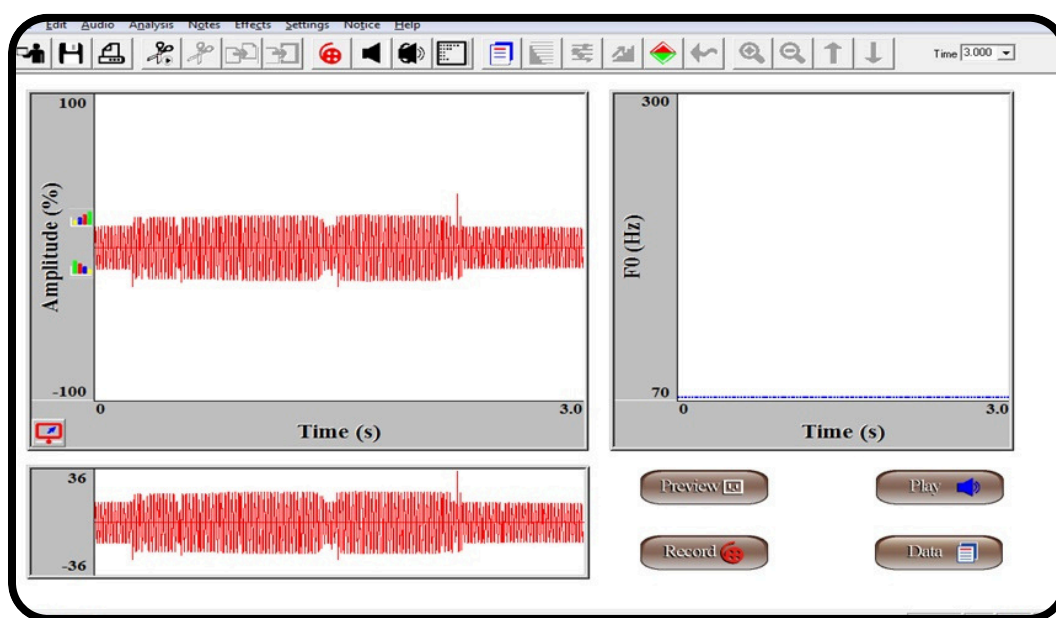 Edit Audio Analysis Notes Effects Settings Notice Help
Time 3.000
100
Amplitude (%)
-100
0 3.0
Time (s)
300
F0 (Hz)
70
0 3.0
Time (s)
36
-36
Preview
Play
Record
Data